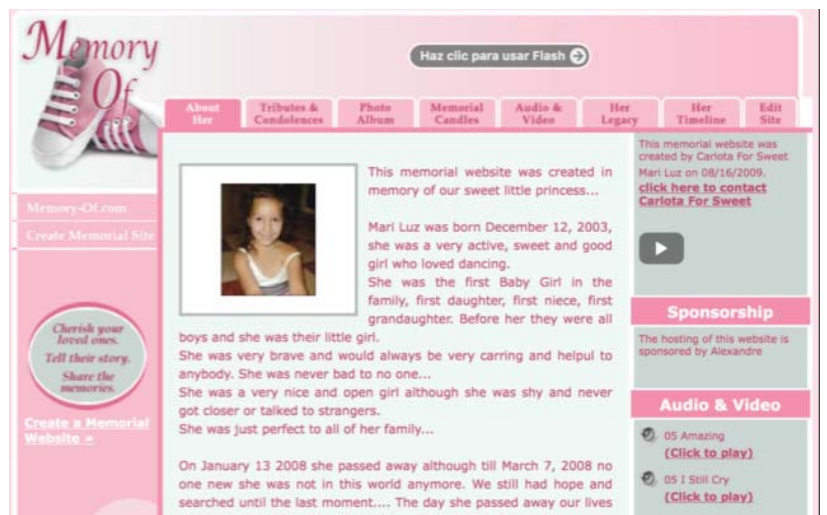 Memory
Of
Haz clic para usar Flash
About
Her
Tributes &
Condolences
Photo
Album
Memorial
Candles
Audio &
Video
Her
Legacy
Her
Timeline
Edit
Site
Memory-Of.com
Create Memorial Site
Cherish your
loved ones.
Tell their story.
Share the
memories.
Create a Memorial
Website »
This memorial website was created in
memory of our sweet little princess...
Mari Luz was born December 12, 2003,
she was a very active, sweet and good
girl who loved dancing.
She was the first Baby Girl in the
family, first daughter, first niece, first
grandaughter. Before her they were all
boys and she was their little girl.
She was very brave and would always be very carring and helpul to
anybody. She was never bad to no one...
She was a very nice and open girl although she was shy and never
got closer or talked to strangers.
She was just perfect to all of her family...
On January 13 2008 she passed away although till March 7, 2008 no
one new she was not in this world anymore. We still had hope and
searched until the last moment.... The day she passed away our lives
This memorial website was
created by Carlota For Sweet
Mari Luz on 08/16/2009.
click here to contact
Carlota For Sweet
Sponsorship
The hosting of this website is
sponsored by Alexandre
Audio & Video
05 Amazing
(Click to play)
05 I Still Cry
(Click to play)